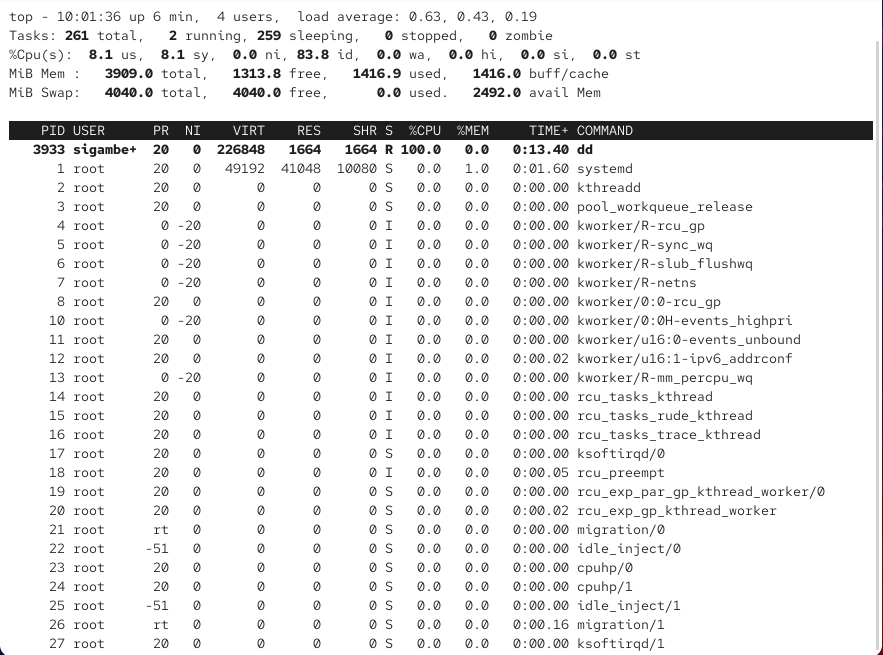 top - 10:01:36 up 6 min,  4 users,  load average: 0.63, 0.43, 0.19
Tasks: 261 total,   2 running, 259 sleeping,   0 stopped,   0 zombie
%Cpu(s):  8.1 us,  8.1 sy,  0.0 ni, 83.8 id,  0.0 wa,  0.0 hi,  0.0 si,  0.0 st
MiB Mem :   3909.0 total,   1313.8 free,   1416.9 used,   1416.0 buff/cache
MiB Swap:   4040.0 total,   4040.0 free,      0.0 used.   2492.0 avail Mem
PID USER      PR  NI    VIRT    RES    SHR S  %CPU  %MEM     TIME+ COMMAND
3933 sigambe+  20   0  226848   1664   1664 R 100.0   0.0   0:13.40 dd
1 root      20   0   49192  41048  10080 S   0.0   1.0   0:01.60 systemd
2 root      20   0       0      0      0 S   0.0   0.0   0:00.00 kthreadd
3 root      20   0       0      0      0 S   0.0   0.0   0:00.00 pool_workqueue_release
4 root       0 -20       0      0      0 I   0.0   0.0   0:00.00 kworker/R-rcu_gp
5 root       0 -20       0      0      0 I   0.0   0.0   0:00.00 kworker/R-sync_wq
6 root       0 -20       0      0      0 I   0.0   0.0   0:00.00 kworker/R-slub_flushwq
7 root       0 -20       0      0      0 I   0.0   0.0   0:00.00 kworker/R-netns
8 root      20   0       0      0      0 I   0.0   0.0   0:00.00 kworker/0:0-rcu_gp
10 root       0 -20       0      0      0 I   0.0   0.0   0:00.00 kworker/0:0H-events_highpri
11 root      20   0       0      0      0 I   0.0   0.0   0:00.00 kworker/u16:0-events_unbound
12 root      20   0       0      0      0 I   0.0   0.0   0:00.02 kworker/u16:1-ipv6_addrconf
13 root       0 -20       0      0      0 I   0.0   0.0   0:00.00 kworker/R-mm_percpu_wq
14 root      20   0       0      0      0 I   0.0   0.0   0:00.00 rcu_tasks_kthread
15 root      20   0       0      0      0 I   0.0   0.0   0:00.00 rcu_tasks_rude_kthread
16 root      20   0       0      0      0 I   0.0   0.0   0:00.00 rcu_tasks_trace_kthread
17 root      20   0       0      0      0 S   0.0   0.0   0:00.00 ksoftirqd/0
18 root      20   0       0      0      0 I   0.0   0.0   0:00.05 rcu_preempt
19 root      20   0       0      0      0 S   0.0   0.0   0:00.00 rcu_exp_par_gp_kthread_worker/0
20 root      20   0       0      0      0 S   0.0   0.0   0:00.02 rcu_exp_gp_kthread_worker
21 root      rt   0       0      0      0 S   0.0   0.0   0:00.00 migration/0
22 root     -51   0       0      0      0 S   0.0   0.0   0:00.00 idle_inject/0
23 root      20   0       0      0      0 S   0.0   0.0   0:00.00 cpuhp/0
24 root      20   0       0      0      0 S   0.0   0.0   0:00.00 cpuhp/1
25 root     -51   0       0      0      0 S   0.0   0.0   0:00.00 idle_inject/1
26 root      rt   0       0      0      0 S   0.0   0.0   0:00.16 migration/1
27 root      20   0       0      0      0 S   0.0   0.0   0:00.00 ksoftirqd/1